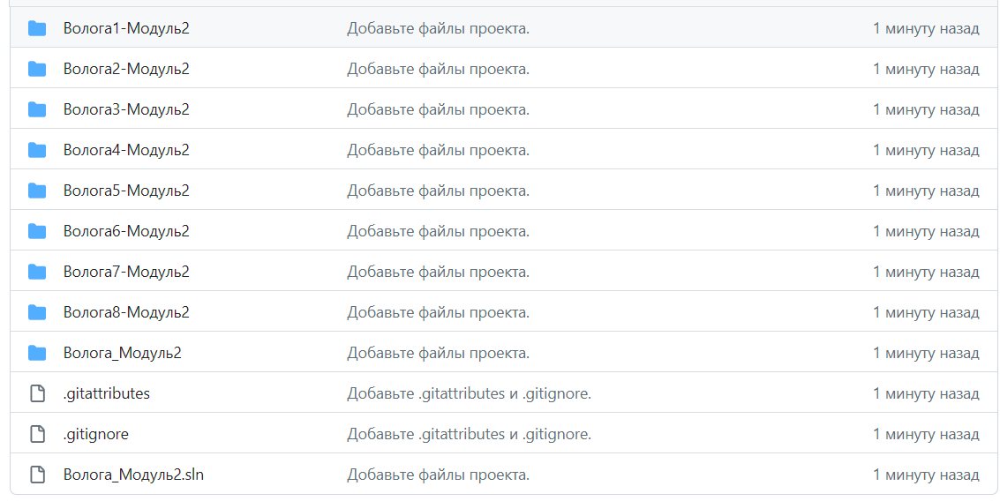 Волога1-Модуль2 Добавьте файлы проекта. 1 минуту назад
Волога2-Модуль2 Добавьте файлы проекта. 1 минуту назад
Волога3-Модуль2 Добавьте файлы проекта. 1 минуту назад
Волога4-Модуль2 Добавьте файлы проекта. 1 минуту назад
Волога5-Модуль2 Добавьте файлы проекта. 1 минуту назад
Волога6-Модуль2 Добавьте файлы проекта. 1 минуту назад
Волога7-Модуль2 Добавьте файлы проекта. 1 минуту назад
Волога8-Модуль2 Добавьте файлы проекта. 1 минуту назад
Волога_Модуль2 Добавьте файлы проекта. 1 минуту назад
.gitattributes Добавьте .gitattributes и .gitignore. 1 минуту назад
.gitignore Добавьте .gitattributes и .gitignore. 1 минуту назад
Волога_Модуль2.sln Добавьте файлы проекта. 1 минуту назад